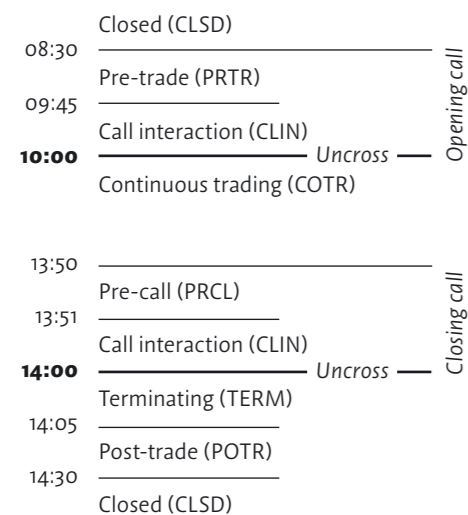 Closed (CLSD)
08:30
Pre-trade (PRTR)
09:45
Call interaction (CLIN)
10:00 Uncross
Continuous trading (COTR)
Opening call
13:50
Pre-call (PRCL)
13:51
Call interaction (CLIN)
14:00 Uncross
Terminating (TERM)
14:05
Post-trade (POTR)
14:30
Closed (CLSD)
Closing call